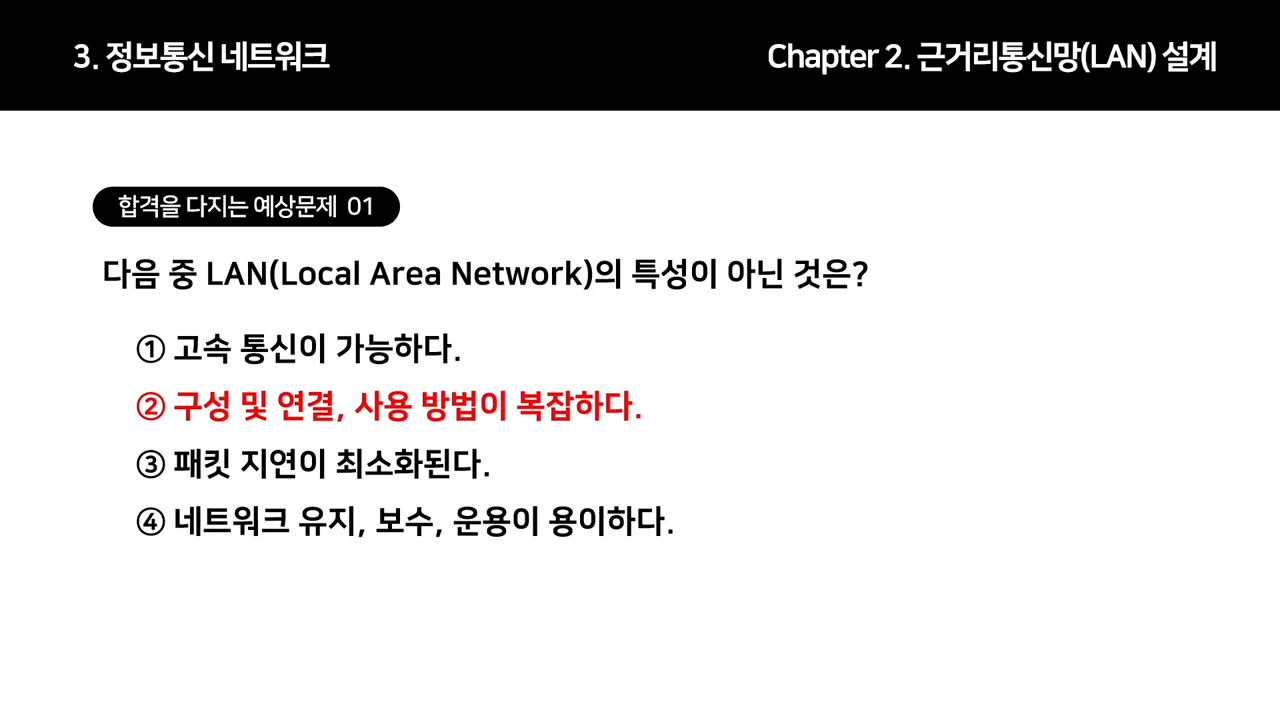 3. 정보통신 네트워크
Chapter 2. 근거리통신망(LAN) 설계
합격을 다지는 예상문제 01
다음 중 LAN(Local Area Network)의 특성이 아닌 것은?
① 고속 통신이 가능하다.
② 구성 및 연결, 사용 방법이 복잡하다.
③ 패킷 지연이 최소화된다.
④ 네트워크 유지, 보수, 운용이 용이하다.